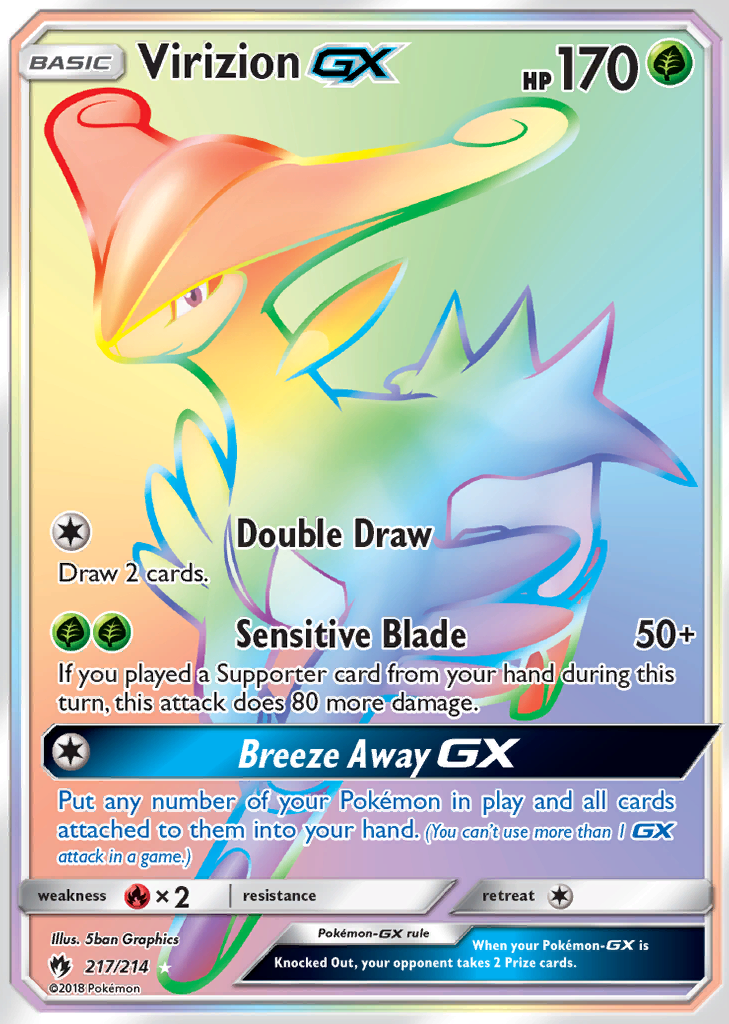 BASIC Virizion GX HP 170
Double Draw
Draw 2 cards.
Sensitive Blade 50+
If you played a Supporter card from your hand during this
turn, this attack does 80 more damage.
Breeze Away GX
Put any number of your Pokémon in play and all cards
attached to them into your hand. (You can't use more than 1 GX
attack in a game.)
weakness ×2 resistance retreat
Illus. 5ban Graphics
Pokémon-GX rule
When your Pokémon-GX is
Knocked Out, your opponent takes 2 Prize cards.
217/214
©2018 Pokémon